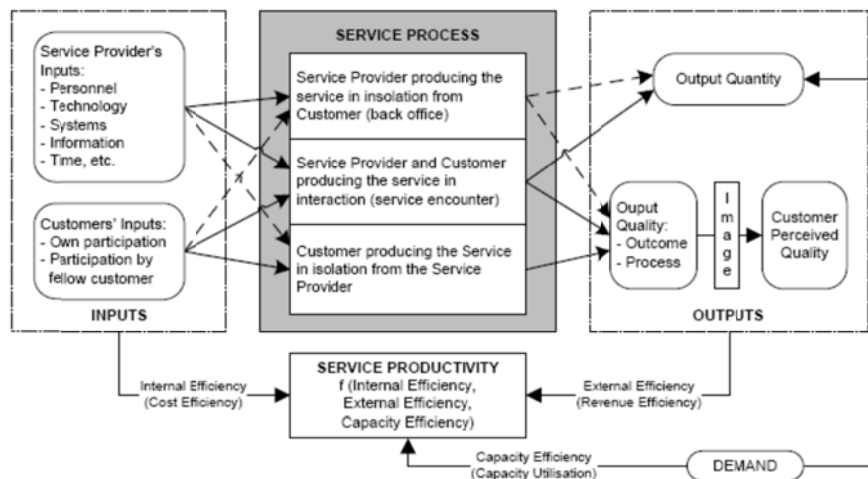 Service Provider's
Inputs:
- Personnel
- Technology
- Systems
- Information
- Time, etc.
Customers' Inputs:
- Own participation
- Participation by
fellow customer
INPUTS
SERVICE PROCESS
Service Provider producing the
service in insolation from
Customer (back office)
Service Provider and Customer
producing the service in
interaction (service encounter)
Customer producing the Service
in isolation from the Service
Provider
Output Quantity
Ouput
Quality:
- Outcome
- Process
Image
Customer
Perceived
Quality
OUTPUTS
Internal Efficiency
(Cost Efficiency)
SERVICE PRODUCTIVITY
f (Internal Efficiency,
External Efficiency,
Capacity Efficiency)
External Efficiency
(Revenue Efficiency)
Capacity Efficiency
(Capacity Utilisation)
DEMAND